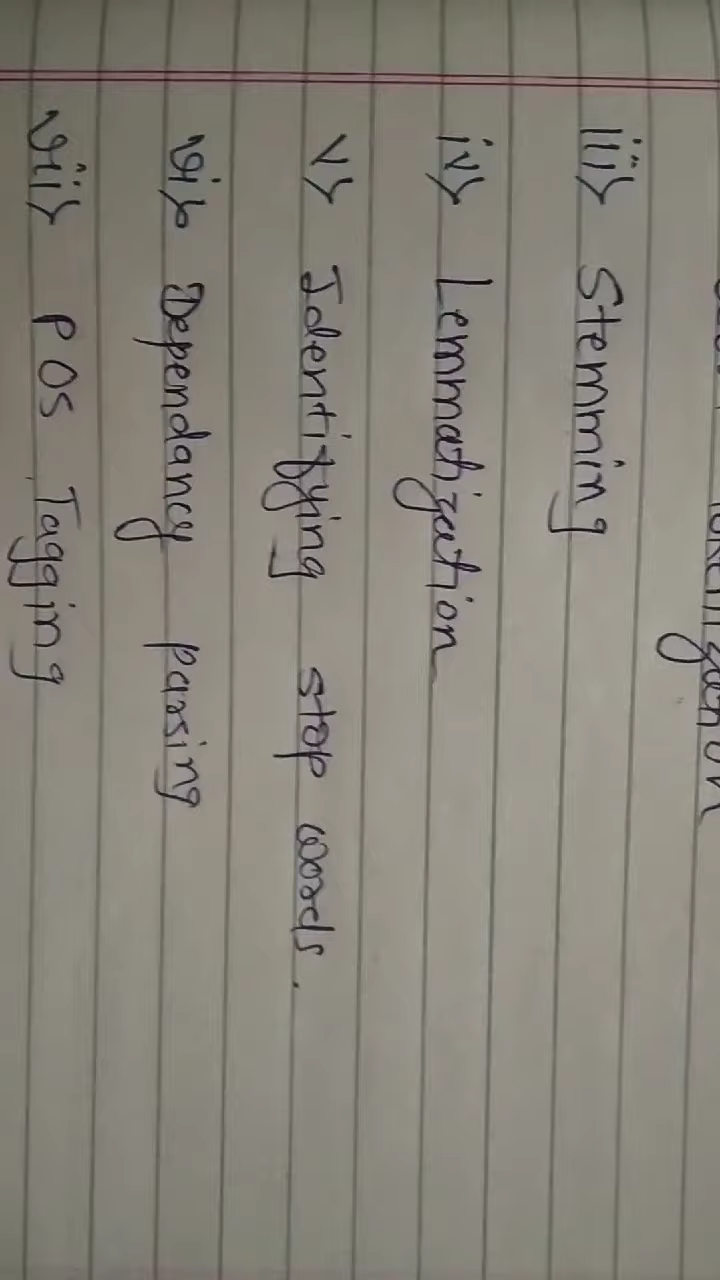 iii> Stemming
iv> Lemmatization
v> Identifying stop words.
vi> Dependancy parsing
vii> POS Tagging